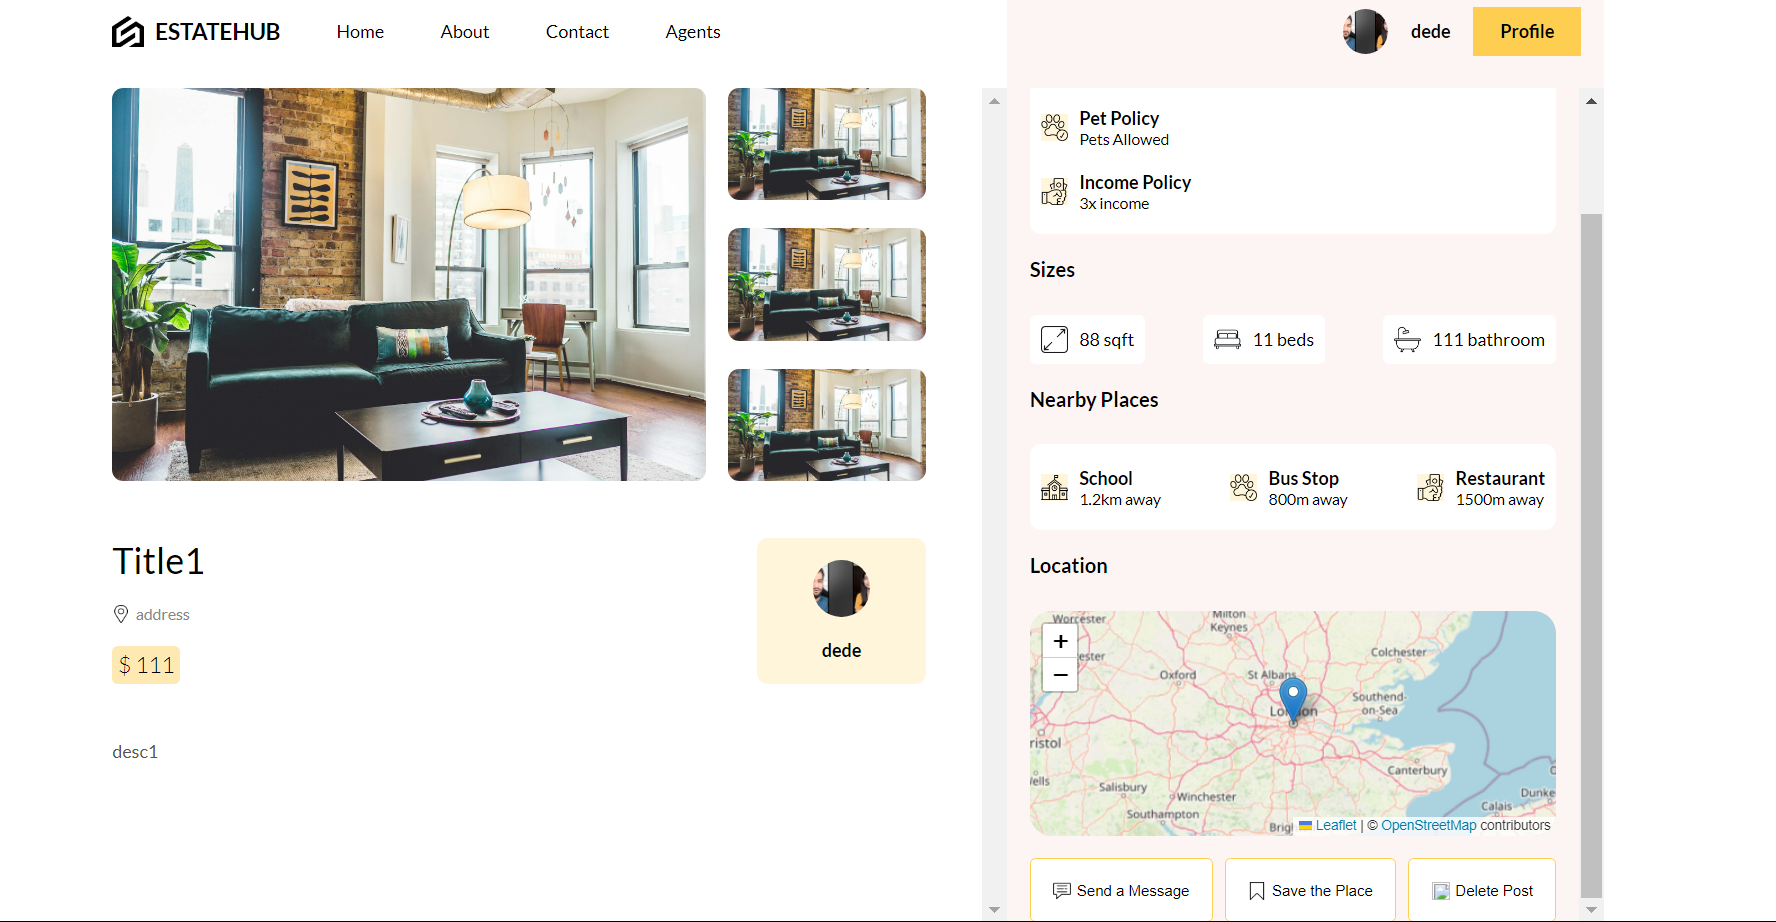 ESTATEHUB
Home
About
Contact
Agents
dede
Profile
Title1
address
$ 111
dede
desc1
Pet Policy
Pets Allowed
Income Policy
3x income
Sizes
88 sqft
11 beds
111 bathroom
Nearby Places
School
1.2km away
Bus Stop
800m away
Restaurant
1500m away
Location
+
−
Worcester
Milton
Keynes
ester
Colchester
Oxford
St Albans
Southend-
on-Sea
London
ristol
Canterbury
ells
Salisbury
Winchester
Dunke
Calais
Southampton
Brig
Leaflet | © OpenStreetMap contributors
Send a Message
Save the Place
Delete Post